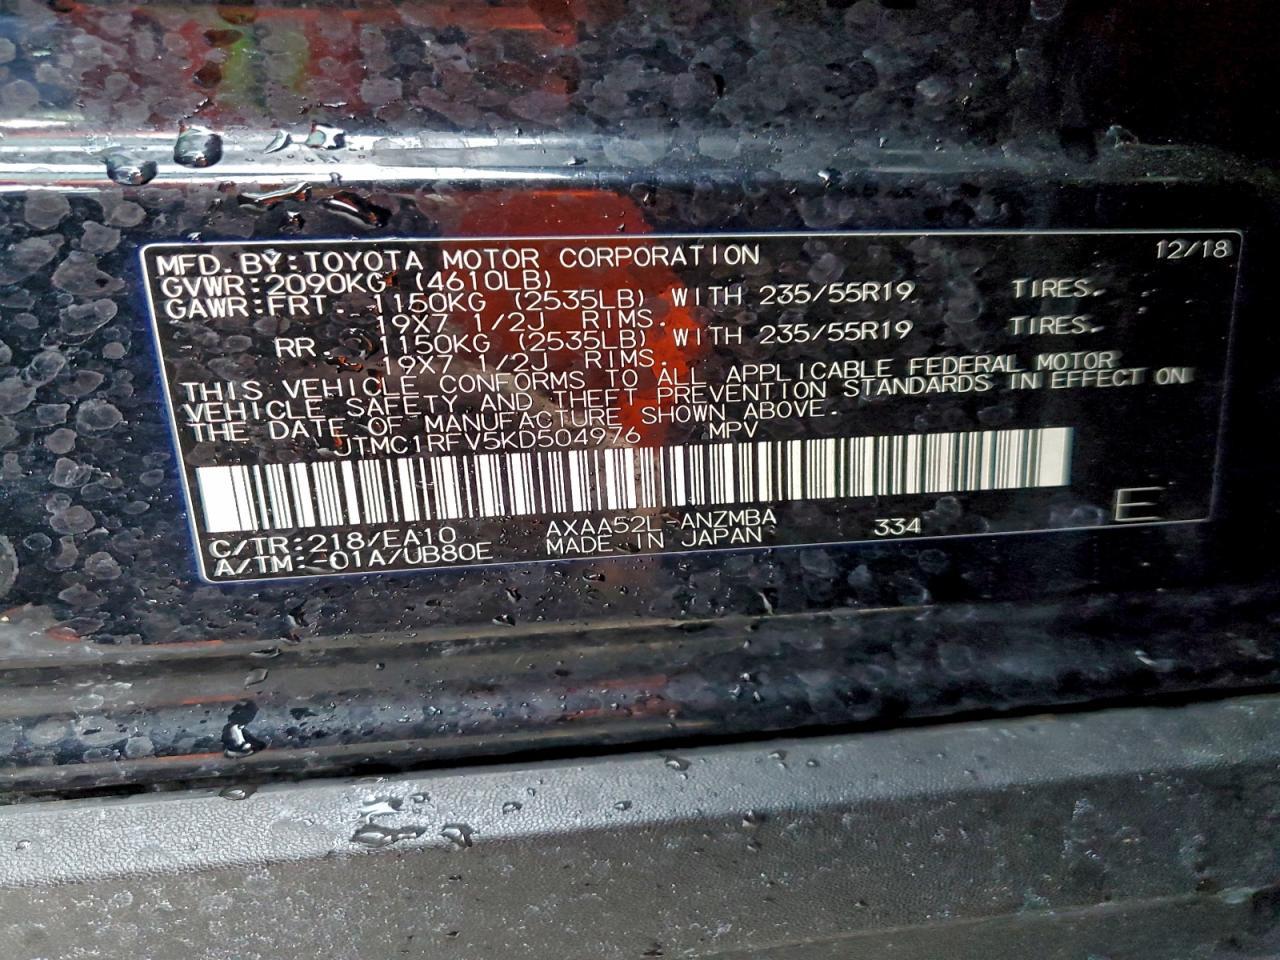 12/18
MFD. BY: TOYOTA MOTOR CORPORATION
GVWR: 2090KG (4610LB)
GAWR: FRT. 1150KG (2535LB) WITH 235/55R19 TIRES.
19X7 1/2J RIMS.
RR. 1150KG (2535LB) WITH 235/55R19 TIRES.
19X7 1/2J RIMS.
THIS VEHICLE CONFORMS TO ALL APPLICABLE FEDERAL MOTOR
VEHICLE SAFETY AND THEFT PREVENTION STANDARDS IN EFFECT ON
THE DATE OF MANUFACTURE SHOWN ABOVE.
JTMC1RFV5KD504976 MPV
C/TR: 218/EA10 AXAA52L-ANZMBA 334 E
A/TM: -01A/UB80E MADE IN JAPAN